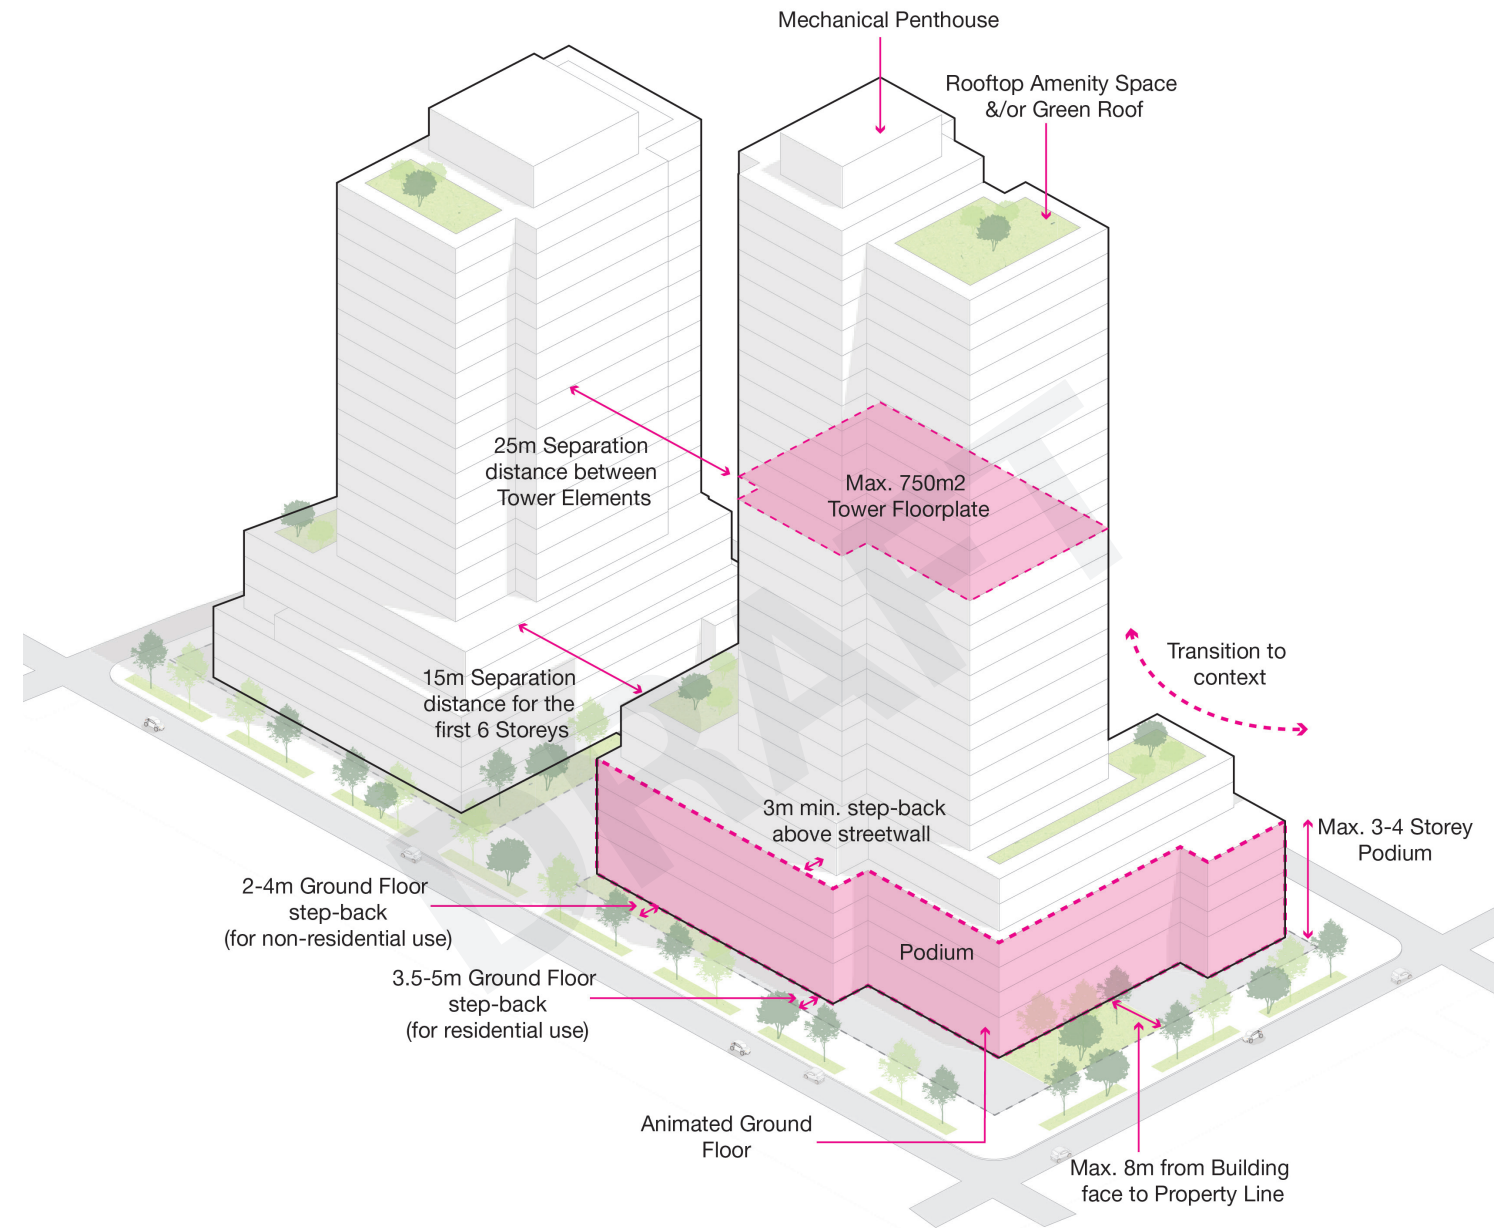 Mechanical Penthouse
Rooftop Amenity Space
&/or Green Roof
25m Separation
distance between
Tower Elements
Max. 750m2
Tower Floorplate
Transition to
context
15m Separation
distance for the
first 6 Storeys
3m min. step-back
above streetwall
Max. 3-4 Storey
Podium
2-4m Ground Floor
step-back
(for non-residential use)
Podium
3.5-5m Ground Floor
step-back
(for residential use)
Animated Ground
Floor
Max. 8m from Building
face to Property Line
DRAFT